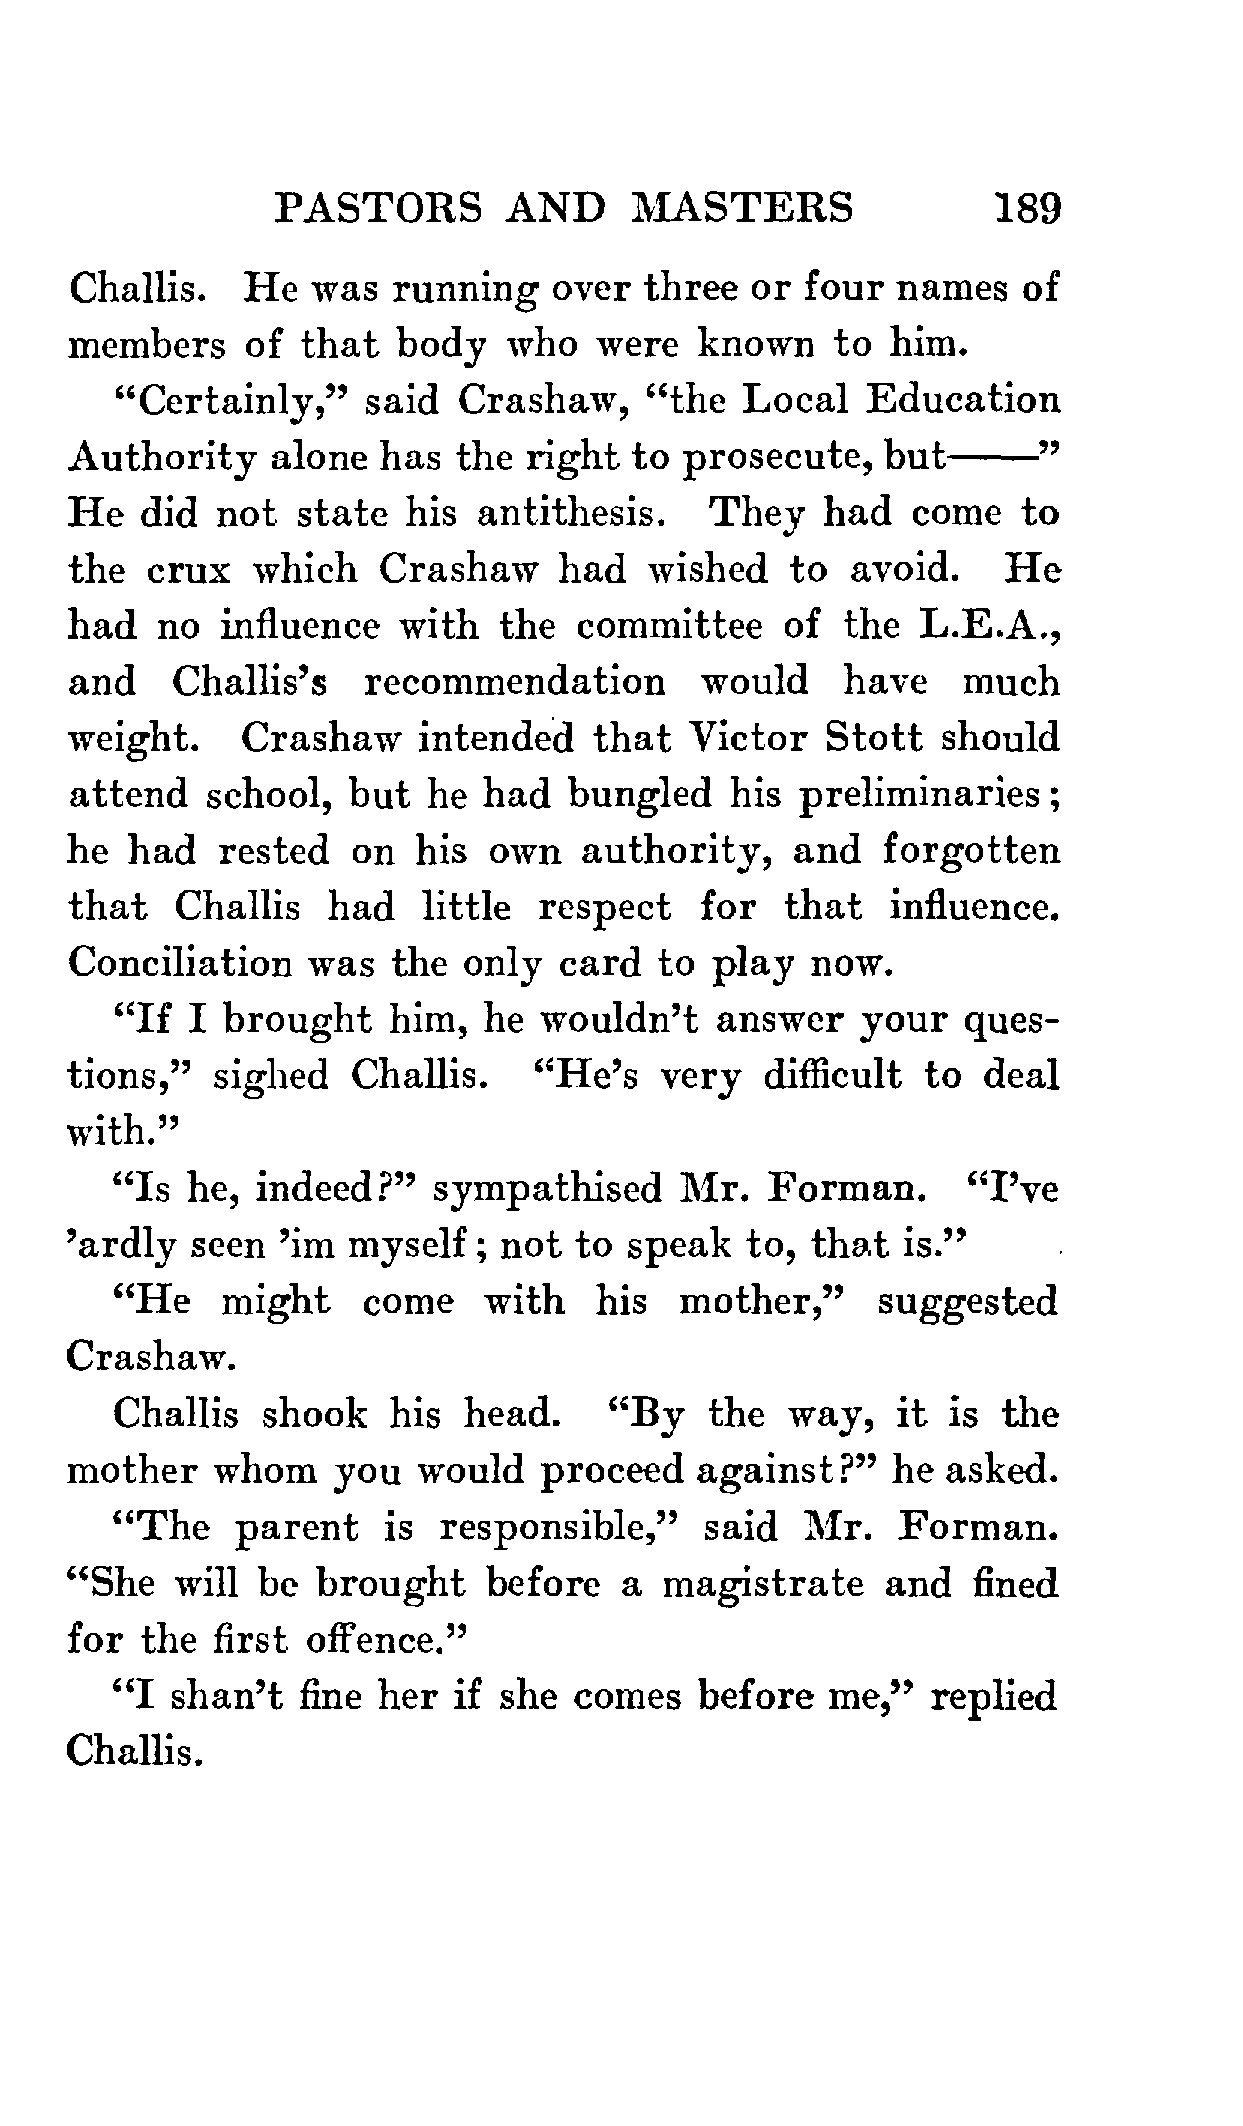 PASTORS AND MASTERS 189
Challis. He was running over three or four names of
members of that body who were known to him.
“Certainly,” said Crashaw, “the Local Education
Authority alone has the right to prosecute, but——”
He did not state his antithesis. They had come to
the crux which Crashaw had wished to avoid. He
had no influence with the committee of the L.E.A.,
and Challis’s recommendation would have much
weight. Crashaw intended that Victor Stott should
attend school, but he had bungled his preliminaries;
he had rested on his own authority, and forgotten
that Challis had little respect for that influence.
Conciliation was the only card to play now.
“If I brought him, he wouldn’t answer your ques-
tions,” sighed Challis. “He’s very difficult to deal
with.”
“Is he, indeed?” sympathised Mr. Forman. “I’ve
’ardly seen ’im myself; not to speak to, that is.”
“He might come with his mother,” suggested
Crashaw.
Challis shook his head. “By the way, it is the
mother whom you would proceed against?” he asked.
“The parent is responsible,” said Mr. Forman.
“She will be brought before a magistrate and fined
for the first offence.”
“I shan’t fine her if she comes before me,” replied
Challis.